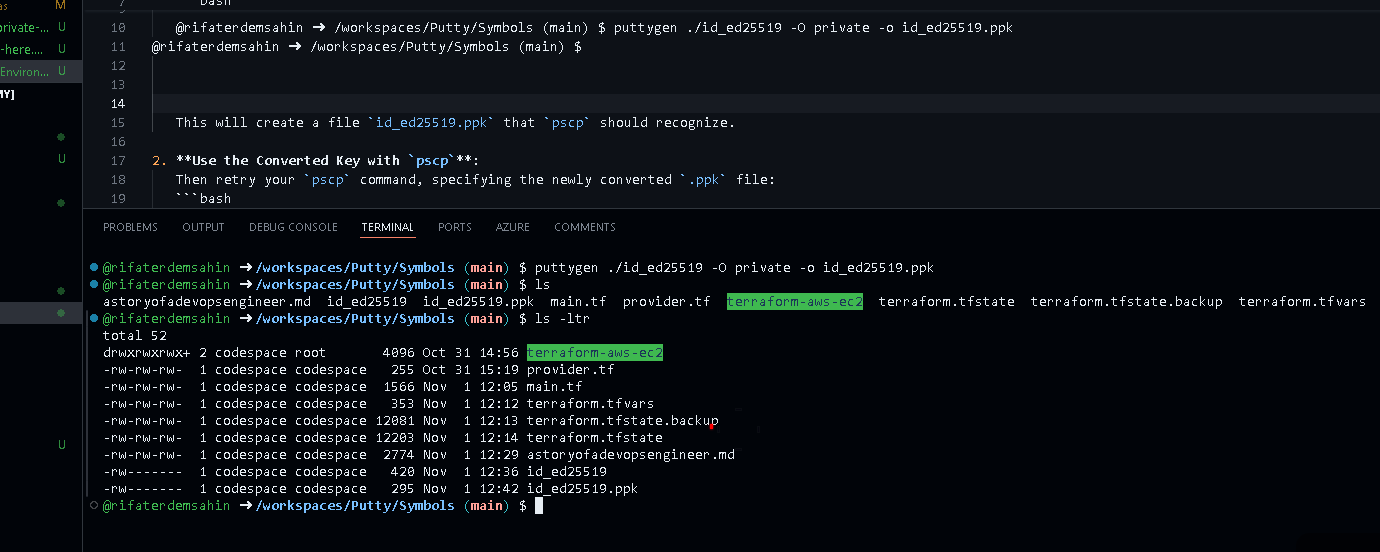 as M
7 bash
private-... U
10 @rifaterdemsahin ➜ /workspaces/Putty/Symbols (main) $ puttygen ./id_ed25519 -O private -o id_ed25519.ppk
-here.... U
11 @rifaterdemsahin ➜ /workspaces/Putty/Symbols (main) $
Environ... U
12
13
MY]
14
15 This will create a file `id_ed25519.ppk` that `pscp` should recognize.
16
U
17 2. **Use the Converted Key with `pscp`**:
18 Then retry your `pscp` command, specifying the newly converted `.ppk` file:
19 ```bash
PROBLEMS OUTPUT DEBUG CONSOLE TERMINAL PORTS AZURE COMMENTS
@rifaterdemsahin ➜/workspaces/Putty/Symbols (main) $ puttygen ./id_ed25519 -O private -o id_ed25519.ppk
@rifaterdemsahin ➜/workspaces/Putty/Symbols (main) $ ls
astoryofadevopsengineer.md id_ed25519 id_ed25519.ppk main.tf provider.tf terraform-aws-ec2 terraform.tfstate terraform.tfstate.backup terraform.tfvars
@rifaterdemsahin ➜/workspaces/Putty/Symbols (main) $ ls -ltr
total 52
drwxrwxrwx+ 2 codespace root 4096 Oct 31 14:56 terraform-aws-ec2
-rw-rw-rw- 1 codespace codespace 255 Oct 31 15:19 provider.tf
-rw-rw-rw- 1 codespace codespace 1566 Nov 1 12:05 main.tf
-rw-rw-rw- 1 codespace codespace 353 Nov 1 12:12 terraform.tfvars
-rw-rw-rw- 1 codespace codespace 12081 Nov 1 12:13 terraform.tfstate.backup
-rw-rw-rw- 1 codespace codespace 12203 Nov 1 12:14 terraform.tfstate
U
-rw-rw-rw- 1 codespace codespace 2774 Nov 1 12:29 astoryofadevopsengineer.md
-rw------- 1 codespace codespace 420 Nov 1 12:36 id_ed25519
-rw------- 1 codespace codespace 295 Nov 1 12:42 id_ed25519.ppk
@rifaterdemsahin ➜/workspaces/Putty/Symbols (main) $